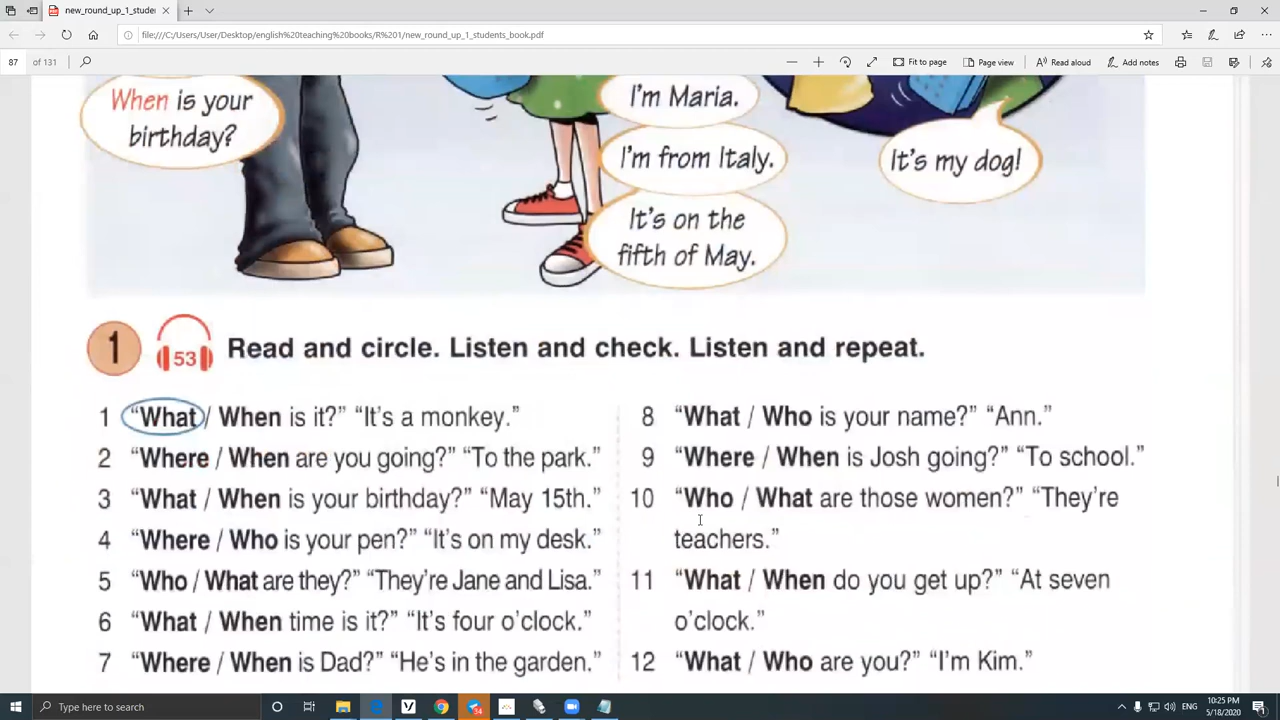 new_round_up_1_studen
file:///C:/Users/User/Desktop/english%20teaching%20books/R%201/new_round_up_1_students_book.pdf
87 of 131 Fit to page Page view Read aloud Add notes
When is your
birthday?
I'm Maria.
I'm from Italy.
It's on the
fifth of May.
It's my dog!
1 53 Read and circle. Listen and check. Listen and repeat.
1 "What / When is it?" "It's a monkey."
2 "Where / When are you going?" "To the park."
3 "What / When is your birthday?" "May 15th."
4 "Where / Who is your pen?" "It's on my desk."
5 "Who / What are they?" "They're Jane and Lisa."
6 "What / When time is it?" "It's four o'clock."
7 "Where / When is Dad?" "He's in the garden."
8 "What / Who is your name?" "Ann."
9 "Where / When is Josh going?" "To school."
10 "Who / What are those women?" "They're
teachers."
11 "What / When do you get up?" "At seven
o'clock."
12 "What / Who are you?" "I'm Kim."
Type here to search
ENG
10:25 PM
5/18/2020